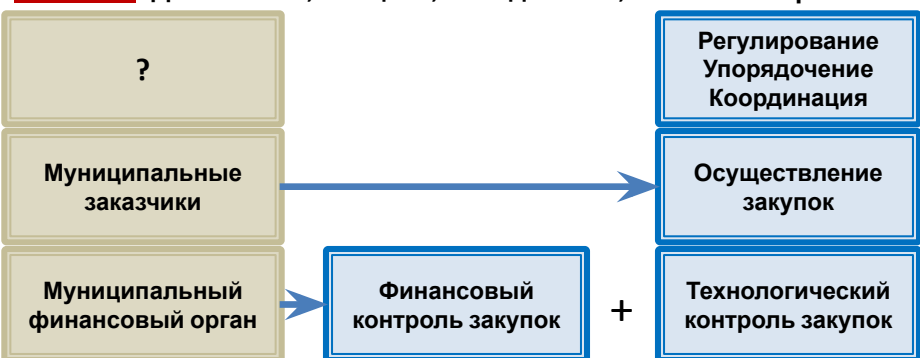 ?
Регулирование
Упорядочение
Координация
Муниципальные
заказчики
Осуществление
закупок
Муниципальный
финансовый орган
Финансовый
контроль закупок
+
Технологический
контроль закупок